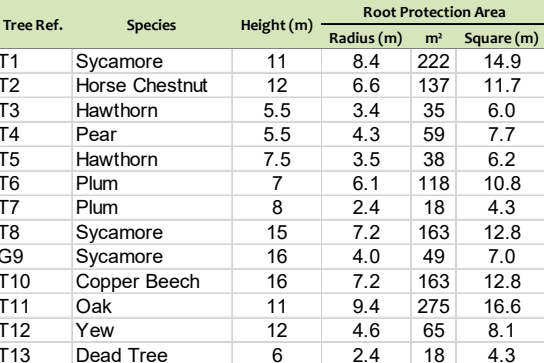 Root Protection Area
Tree Ref. Species Height (m) Radius (m) m² Square (m)
T1 Sycamore 11 8.4 222 14.9
T2 Horse Chestnut 12 6.6 137 11.7
T3 Hawthorn 5.5 3.4 35 6.0
T4 Pear 5.5 4.3 59 7.7
T5 Hawthorn 7.5 3.5 38 6.2
T6 Plum 7 6.1 118 10.8
T7 Plum 8 2.4 18 4.3
T8 Sycamore 15 7.2 163 12.8
G9 Sycamore 16 4.0 49 7.0
T10 Copper Beech 16 7.2 163 12.8
T11 Oak 11 9.4 275 16.6
T12 Yew 12 4.6 65 8.1
T13 Dead Tree 6 2.4 18 4.3